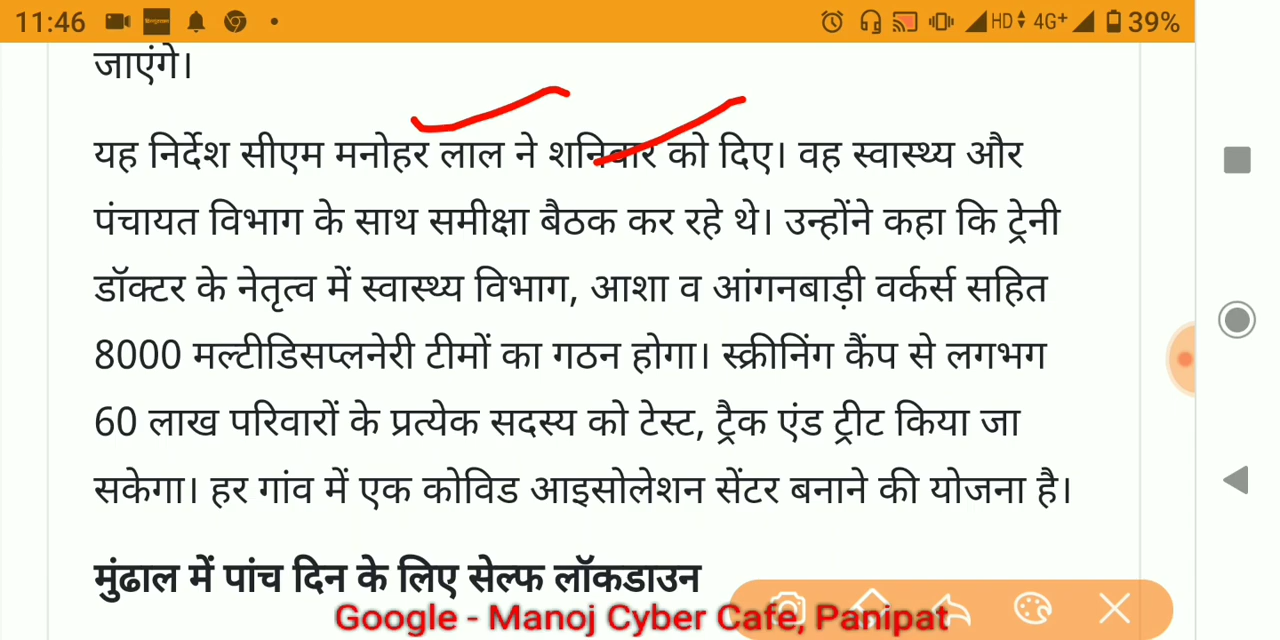 11:46 HD 4G+ 39%
जाएंगे।
यह निर्देश सीएम मनोहर लाल ने शनिवार को दिए। वह स्वास्थ्य और
पंचायत विभाग के साथ समीक्षा बैठक कर रहे थे। उन्होंने कहा कि ट्रेनी
डॉक्टर के नेतृत्व में स्वास्थ्य विभाग, आशा व आंगनबाड़ी वर्कर्स सहित
8000 मल्टीडिसप्लनेरी टीमों का गठन होगा। स्क्रीनिंग कैंप से लगभग
60 लाख परिवारों के प्रत्येक सदस्य को टेस्ट, ट्रैक एंड ट्रीट किया जा
सकेगा। हर गांव में एक कोविड आइसोलेशन सेंटर बनाने की योजना है।
मुंढाल में पांच दिन के लिए सेल्फ लॉकडाउन
Google - Manoj Cyber Cafe, Panipat